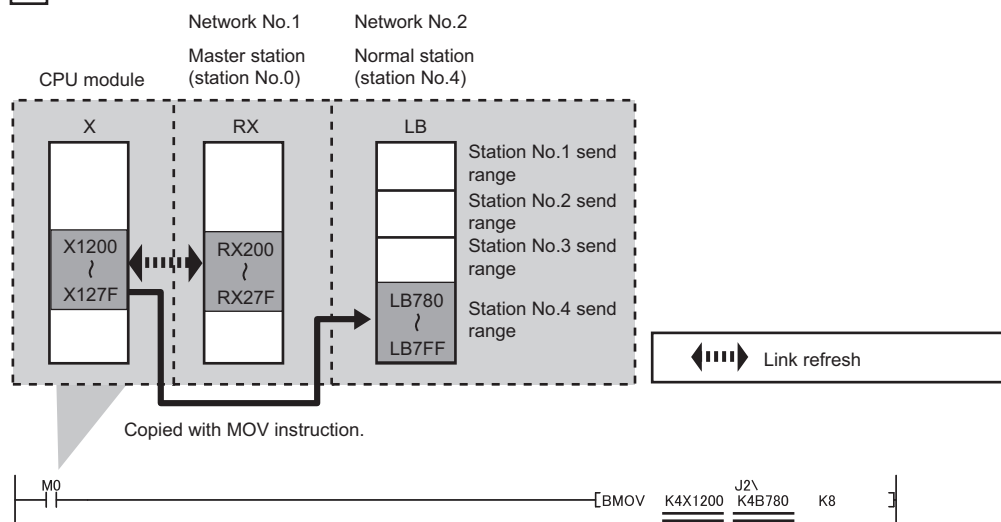 Network No.1 Network No.2
Master station Normal station
CPU module (station No.0) (station No.4)
X RX LB
Station No.1 send
range
Station No.2 send
range
Station No.3 send
range
X1200 RX200
~ ~
X127F RX27F
LB780 Station No.4 send
~ range
LB7FF
Link refresh
Copied with MOV instruction.
M0 J2\
[BMOV K4X1200 K4B780 K8 ]